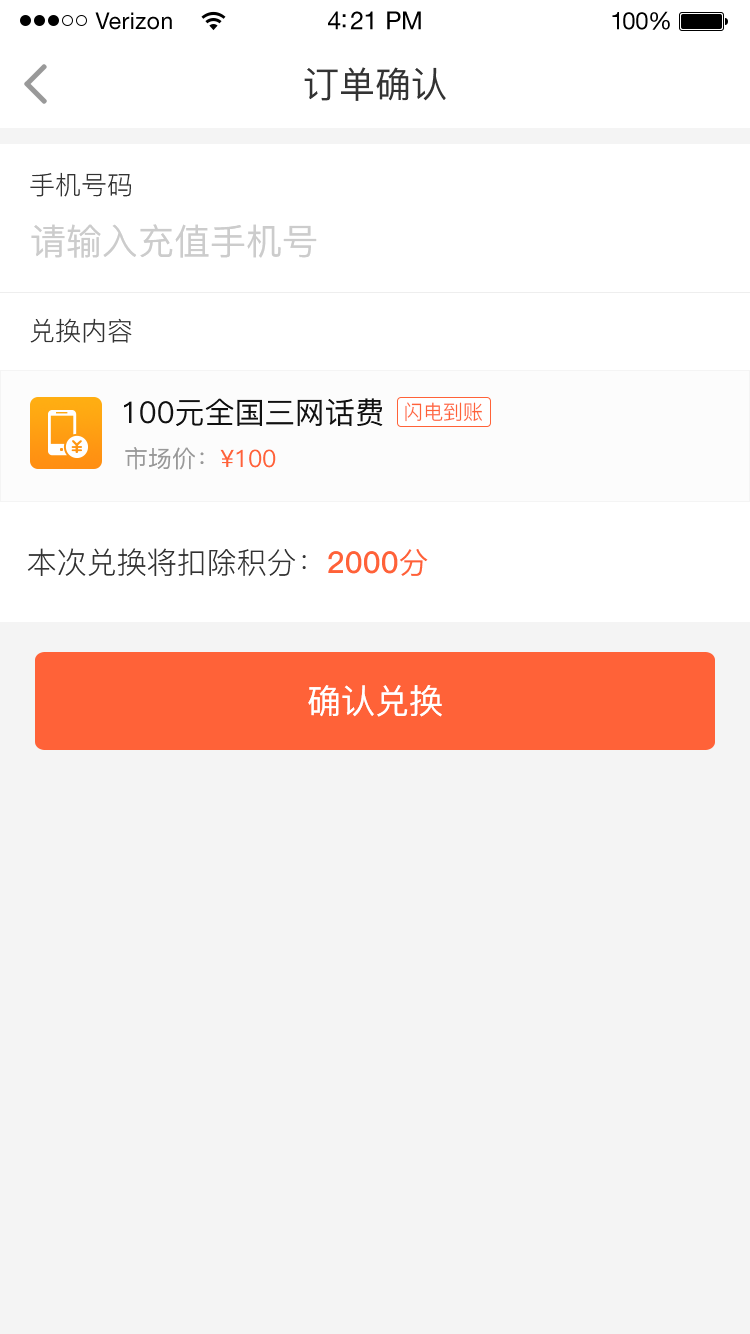 Verizon 4:21 PM 100%
订单确认
手机号码
请输入充值手机号
兑换内容
100元全国三网话费 闪电到账
市场价：¥100
本次兑换将扣除积分：2000分
确认兑换